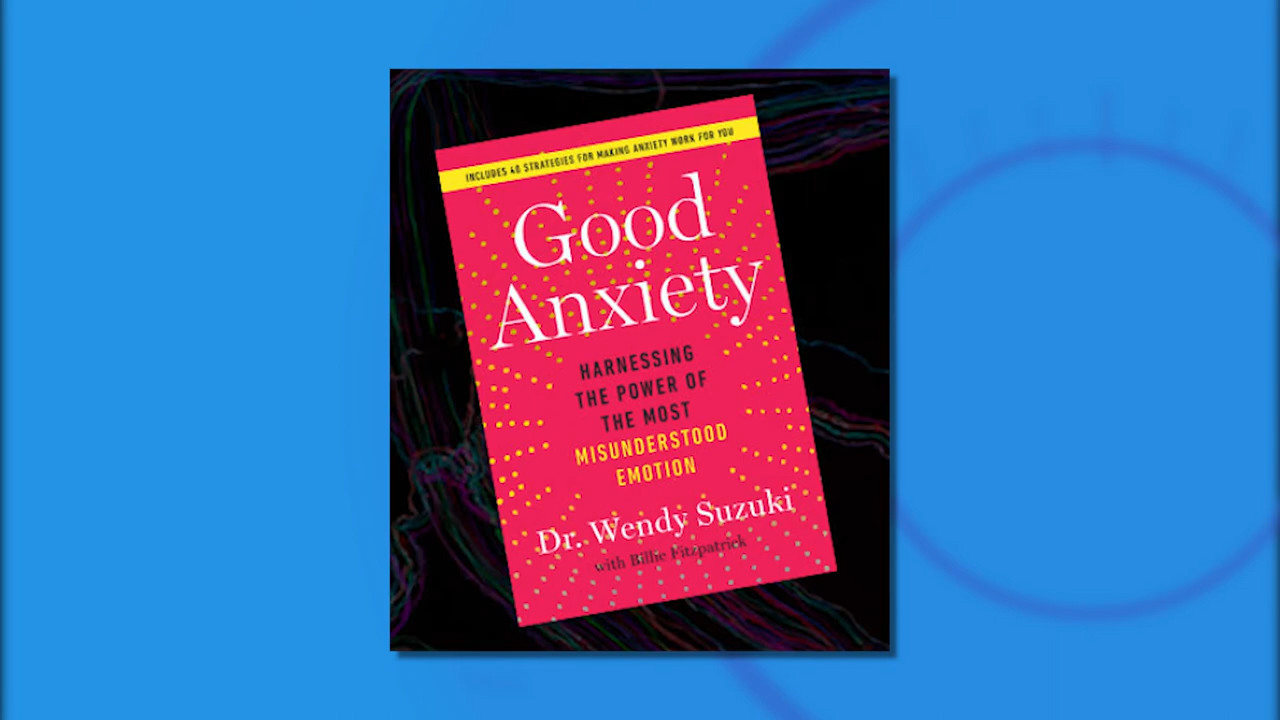 INCLUDES 40 STRATEGIES FOR MAKING ANXIETY WORK FOR YOU
Good
Anxiety
HARNESSING
THE POWER OF
THE MOST
MISUNDERSTOOD
EMOTION
Dr. Wendy Suzuki
with Billie Fitzpatrick